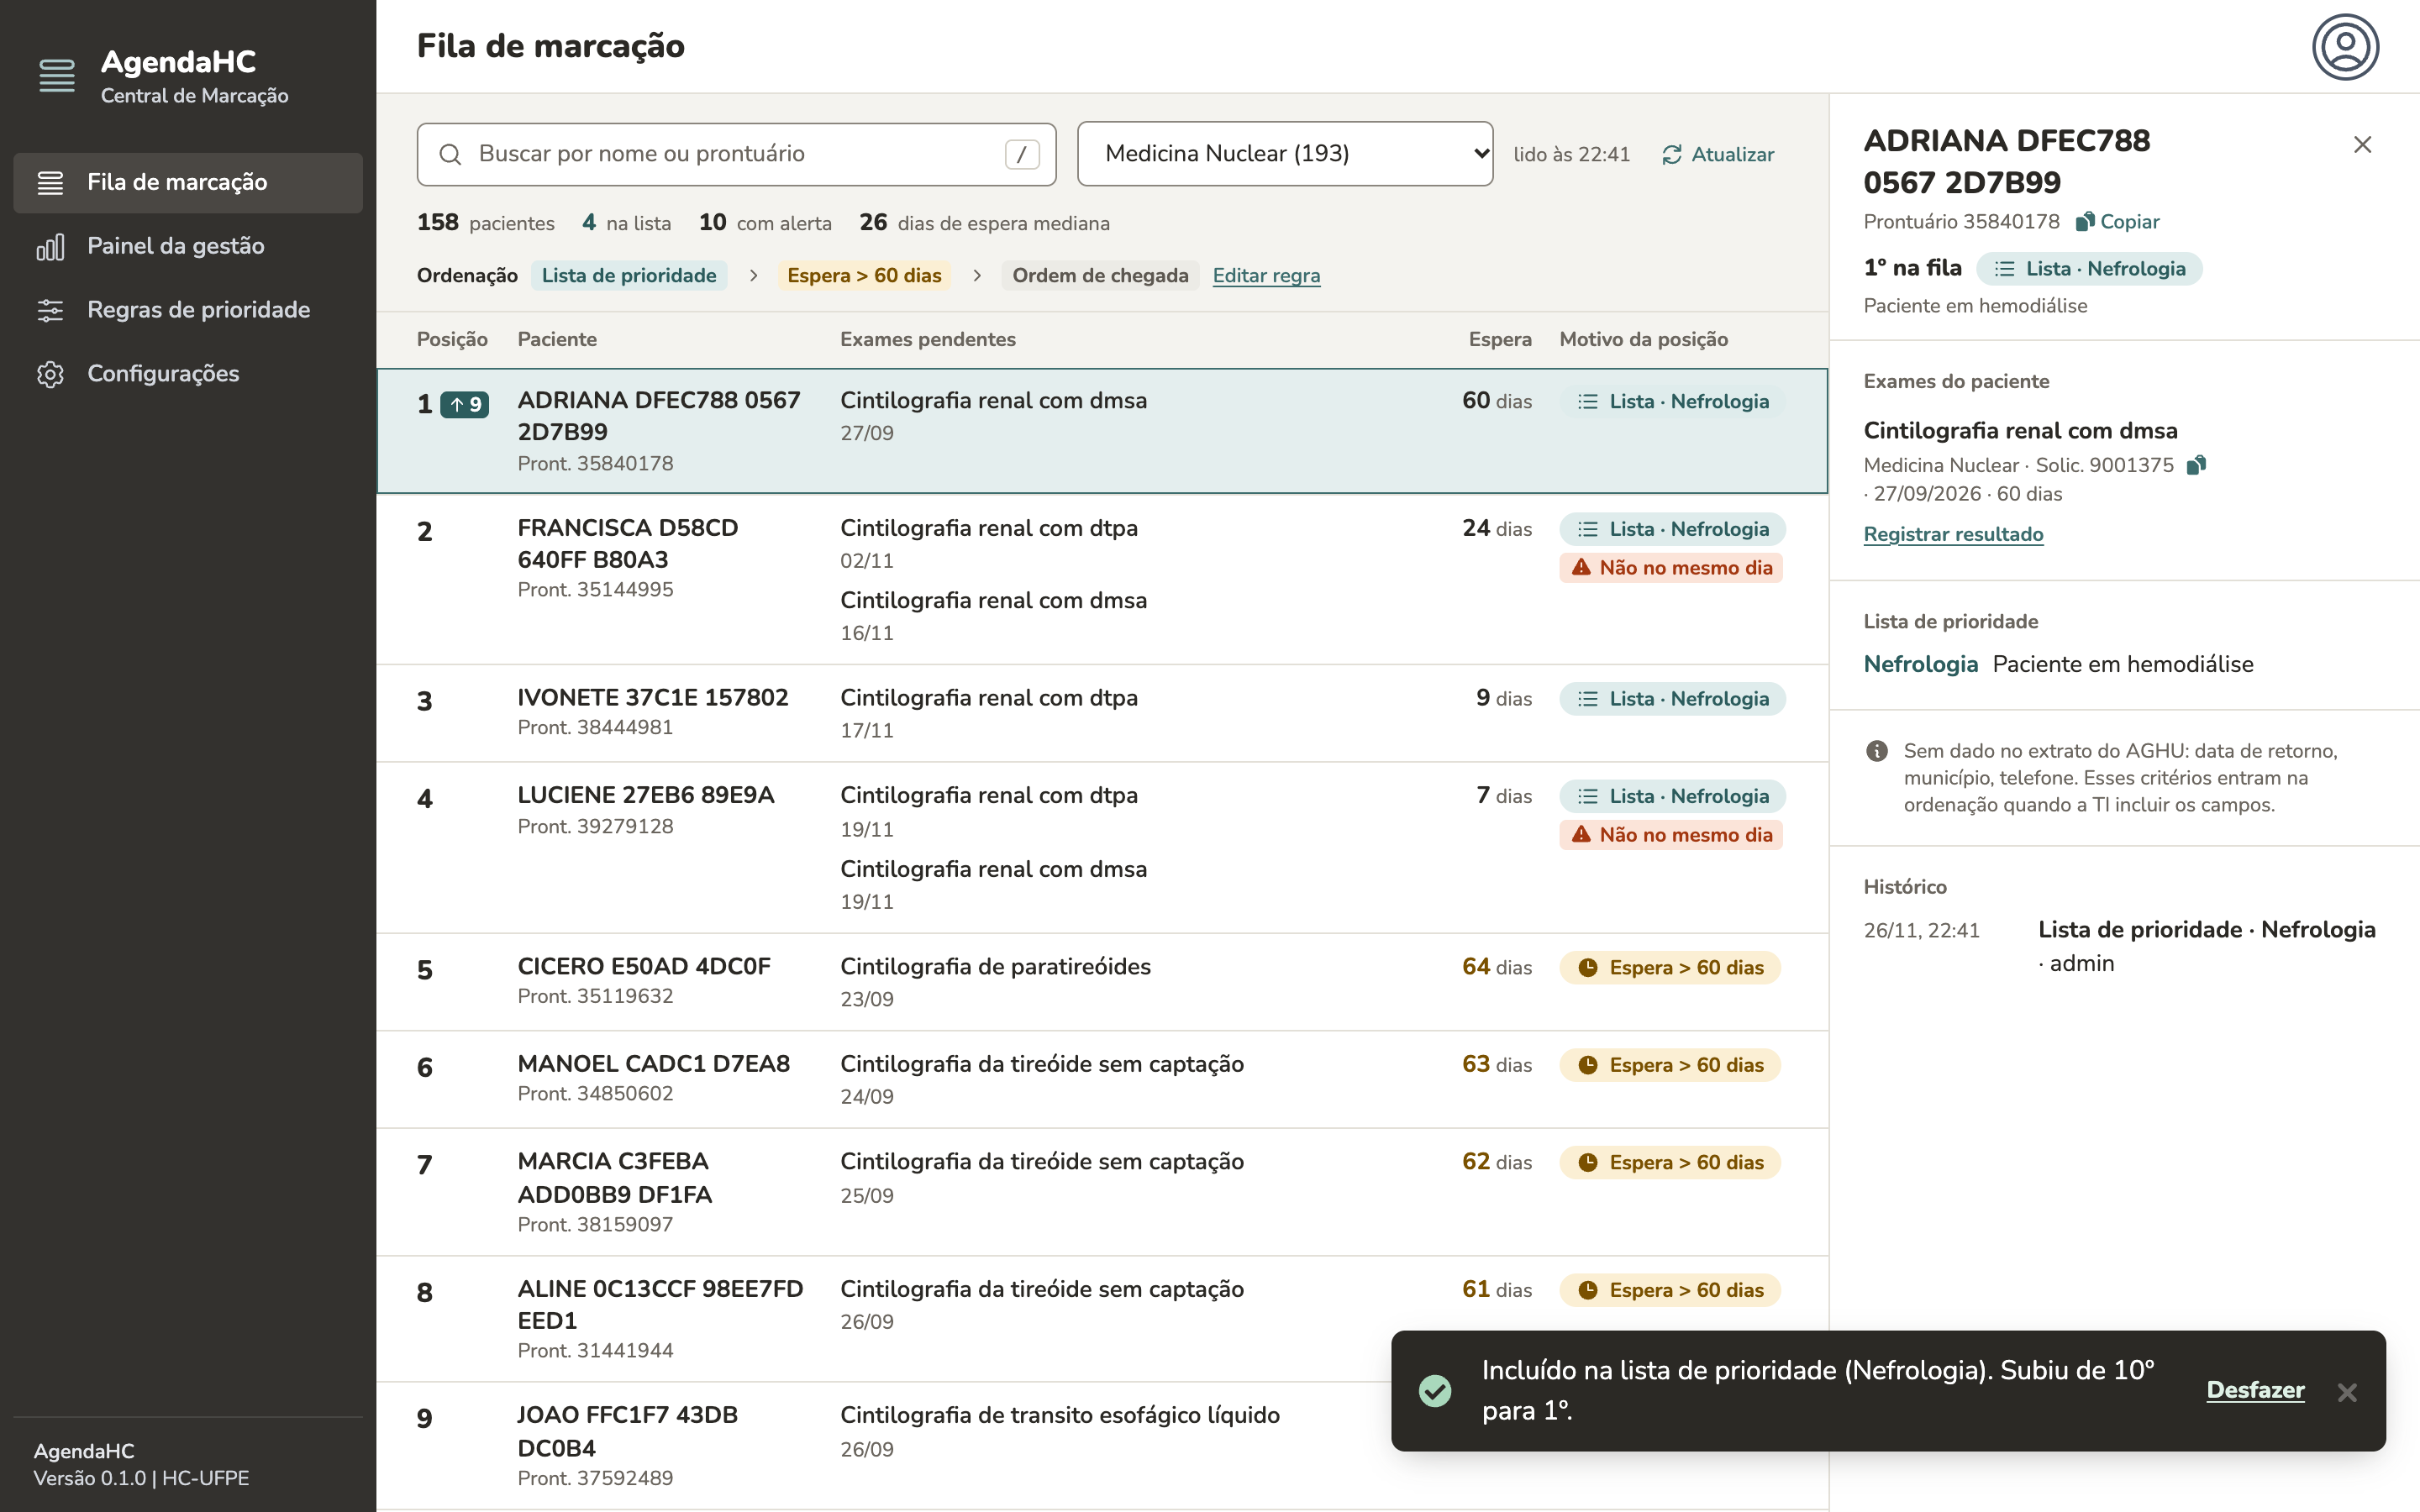 AgendaHC
Central de Marcação
Fila de marcação
Painel da gestão
Regras de prioridade
Configurações
AgendaHC
Versão 0.1.0 | HC-UFPE
Fila de marcação
Buscar por nome ou prontuário /
Medicina Nuclear (193)
lido às 22:41
Atualizar
158 pacientes 4 na lista 10 com alerta 26 dias de espera mediana
Ordenação Lista de prioridade > Espera > 60 dias > Ordem de chegada Editar regra
Posição Paciente Exames pendentes Espera Motivo da posição
1 ↑ 9 ADRIANA DFEC788 0567 Cintilografia renal com dmsa 60 dias Lista · Nefrologia
2D7B99 27/09
Pront. 35840178
2 FRANCISCA D58CD Cintilografia renal com dtpa 24 dias Lista · Nefrologia
640FF B80A3 02/11 Não no mesmo dia
Pront. 35144995 Cintilografia renal com dmsa
16/11
3 IVONETE 37C1E 157802 Cintilografia renal com dtpa 9 dias Lista · Nefrologia
Pront. 38444981 17/11
4 LUCIENE 27EB6 89E9A Cintilografia renal com dtpa 7 dias Lista · Nefrologia
Pront. 39279128 19/11 Não no mesmo dia
Cintilografia renal com dmsa
19/11
5 CICERO E50AD 4DC0F Cintilografia de paratireóides 64 dias Espera > 60 dias
Pront. 35119632 23/09
6 MANOEL CADC1 D7EA8 Cintilografia da tireóide sem captação 63 dias Espera > 60 dias
Pront. 34850602 24/09
7 MARCIA C3FEBA Cintilografia da tireóide sem captação 62 dias Espera > 60 dias
ADD0BB9 DF1FA 25/09
Pront. 38159097
8 ALINE 0C13CCF 98EE7FD Cintilografia da tireóide sem captação 61 dias Espera > 60 dias
EED1 26/09
Pront. 31441944
9 JOAO FFC1F7 43DB Cintilografia de transito esofágico líquido
DC0B4 26/09
Pront. 37592489
ADRIANA DFEC788
0567 2D7B99
Prontuário 35840178 Copiar
1º na fila Lista · Nefrologia
Paciente em hemodiálise
Exames do paciente
Cintilografia renal com dmsa
Medicina Nuclear · Solic. 9001375
· 27/09/2026 · 60 dias
Registrar resultado
Lista de prioridade
Nefrologia Paciente em hemodiálise
Sem dado no extrato do AGHU: data de retorno,
município, telefone. Esses critérios entram na
ordenação quando a TI incluir os campos.
Histórico
26/11, 22:41 Lista de prioridade · Nefrologia
· admin
Incluído na lista de prioridade (Nefrologia). Subiu de 10º
para 1º.
Desfazer